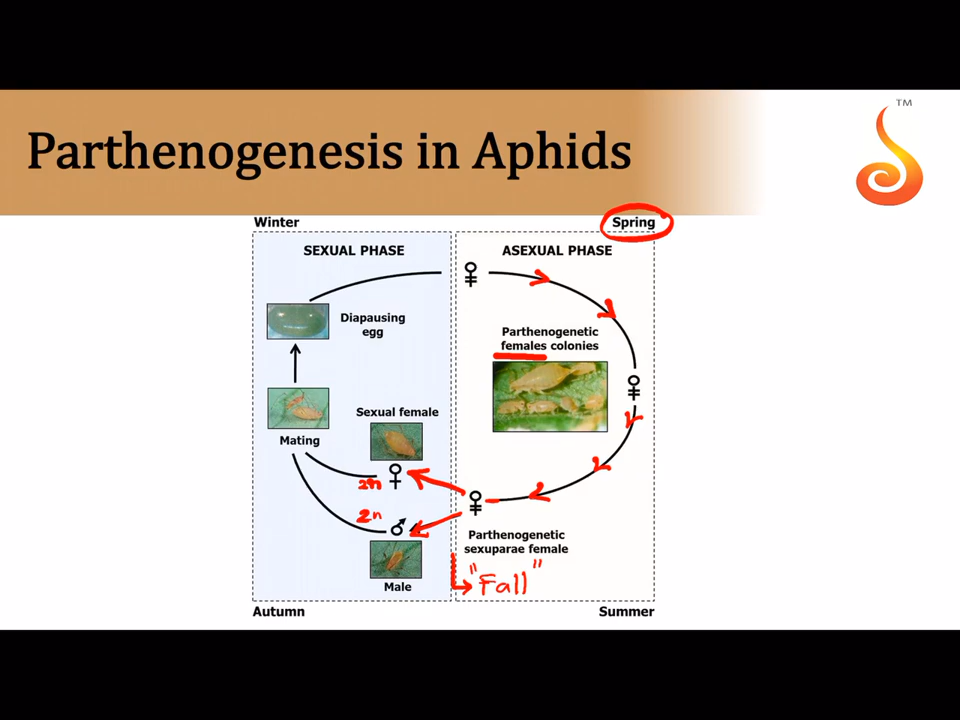 Parthenogenesis in Aphids
TM
Winter
Spring
SEXUAL PHASE
ASEXUAL PHASE
Diapausing
egg
Parthenogenetic
females colonies
Mating
Sexual female
2n
2n
Parthenogenetic
sexuparae female
Male
"Fall"
Autumn
Summer